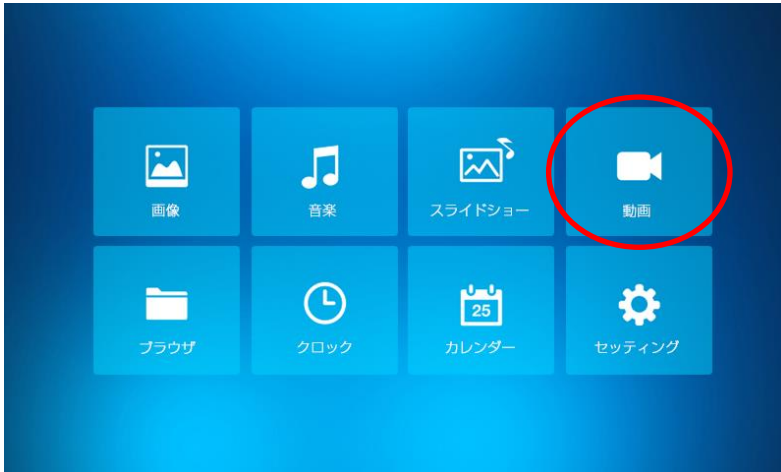 画像
音楽
スライドショー
動画
ブラウザ
クロック
25
カレンダー
セッティング